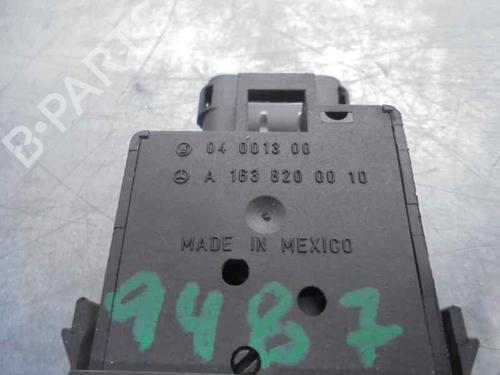 B-PARTS
04 0013 00
A 163 820 00 10
MADE IN MEXICO
9487